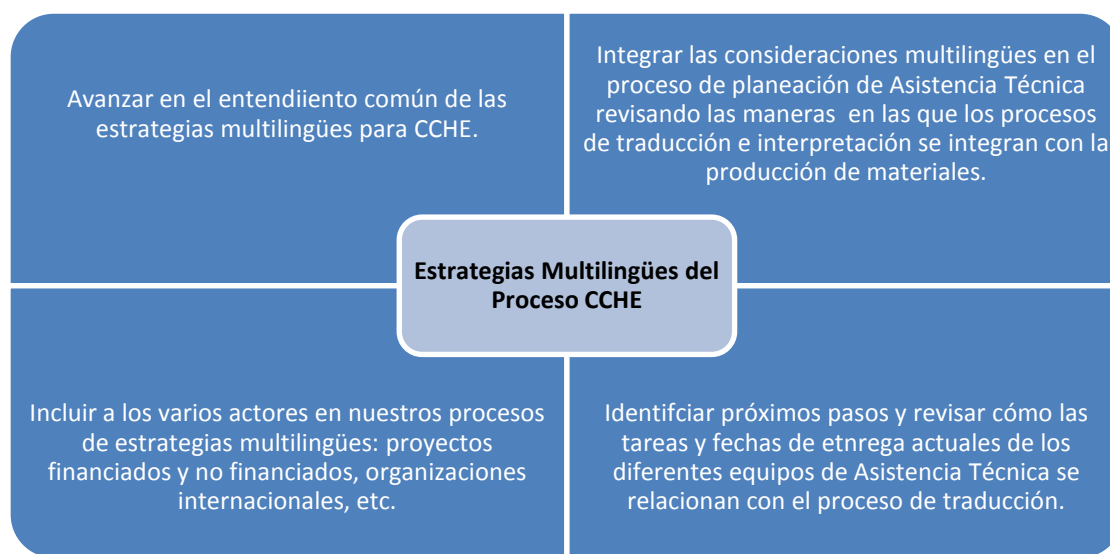 Avanzar en el entendiiento común de las
estrategias multilingües para CCHE.
Integrar las consideraciones multilingües en el
proceso de planeación de Asistencia Técnica
revisando las maneras en las que los procesos
de traducción e interpretación se integran con la
producción de materiales.
Estrategias Multilingües del
Proceso CCHE
Incluir a los varios actores en nuestros procesos
de estrategias multilingües: proyectos
financiados y no financiados, organizaciones
internacionales, etc.
Identifciar próximos pasos y revisar cómo las
tareas y fechas de etnrega actuales de los
diferentes equipos de Asistencia Técnica se
relacionan con el proceso de traducción.